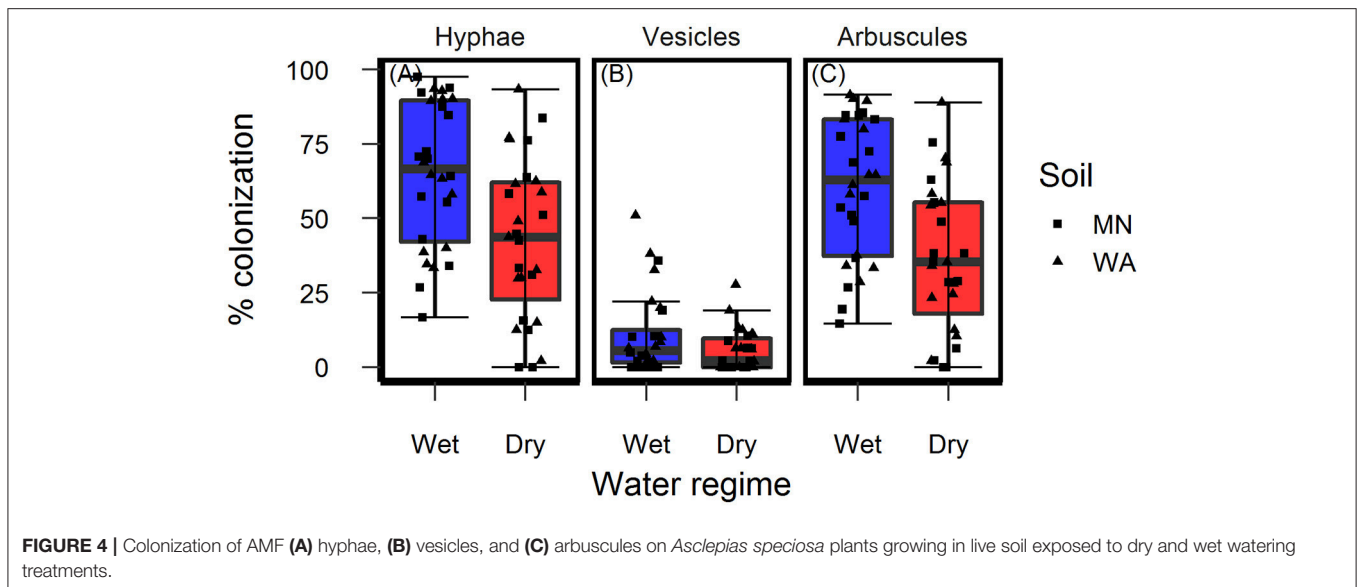 Hyphae Vesicles Arbuscules
(A) (B) (C)
100
75
50
25
0
% colonization
Wet Dry Wet Dry Wet Dry
Water regime
Soil
MN
WA
FIGURE 4 | Colonization of AMF (A) hyphae, (B) vesicles, and (C) arbuscules on Asclepias speciosa plants growing in live soil exposed to dry and wet watering
treatments.